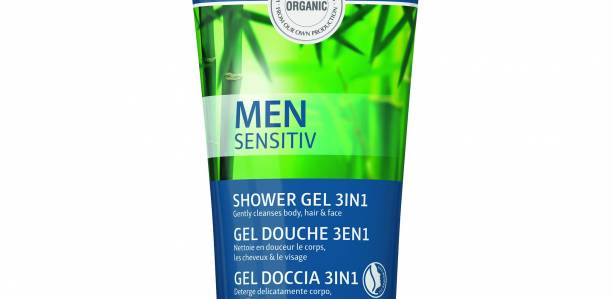 ORGANIC
FROM OUR OWN PRODUCTION
MEN
SENSITIV
SHOWER GEL 3IN1
Gently cleanses body, hair & face
GEL DOUCHE 3EN1
Nettoie en douceur le corps,
les cheveux & le visage
GEL DOCCIA 3IN1
Deterge delicatamente corpo,